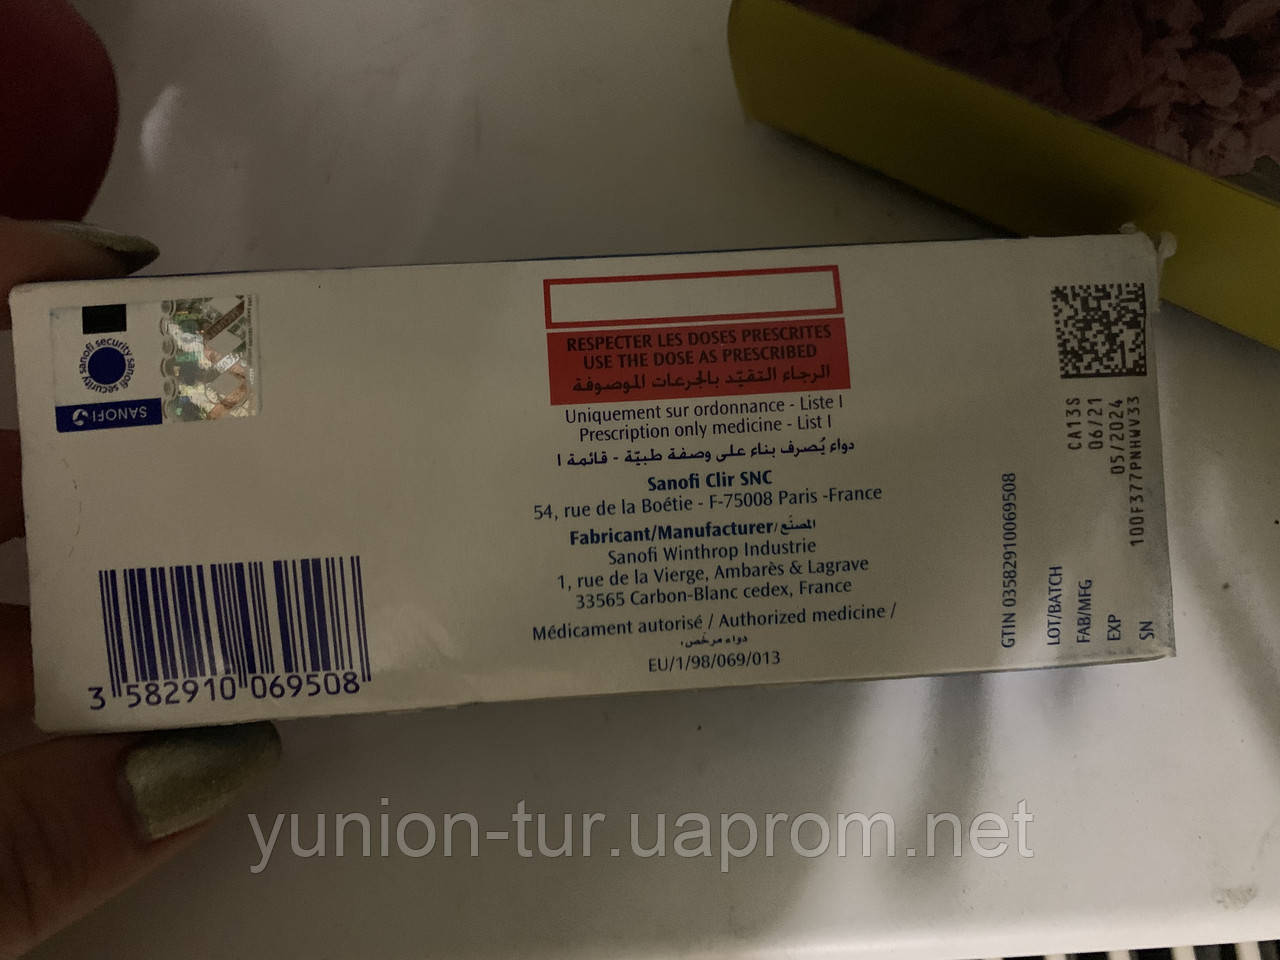 sanofi security sanofi security
SANOFI
RESPECTER LES DOSES PRESCRITES
USE THE DOSE AS PRESCRIBED
الرجاء التقيّد بالجرعات الموصوفة
Uniquement sur ordonnance - Liste I
Prescription only medicine - List I
دواء يُصرف بناء على وصفة طبيّة - قائمة I
Sanofi Clir SNC
54, rue de la Boétie - F-75008 Paris -France
Fabricant/Manufacturer/المصنّع
Sanofi Winthrop Industrie
1, rue de la Vierge, Ambarès & Lagrave
33565 Carbon-Blanc cedex, France
Médicament autorisé / Authorized medicine /
دواء مرخّص:
EU/1/98/069/013
3 582910 069508
GTIN 03582910069508
LOT/BATCH CA13S
FAB/MFG 06/21
EXP 05/2024
SN 100F377PNHWV33
yunion-tur.uaprom.net